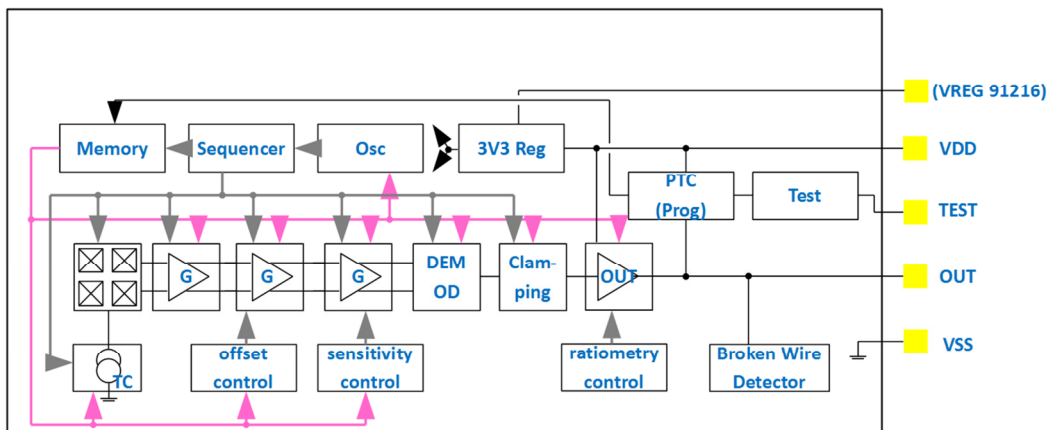 (VREG 91216)
Memory
Sequencer
Osc
3V3 Reg
VDD
PTC
(Prog)
Test
TEST
G
G
G
DEM
OD
Clam-
ping
OUT
OUT
TC
offset
control
sensitivity
control
ratiometry
control
Broken Wire
Detector
VSS